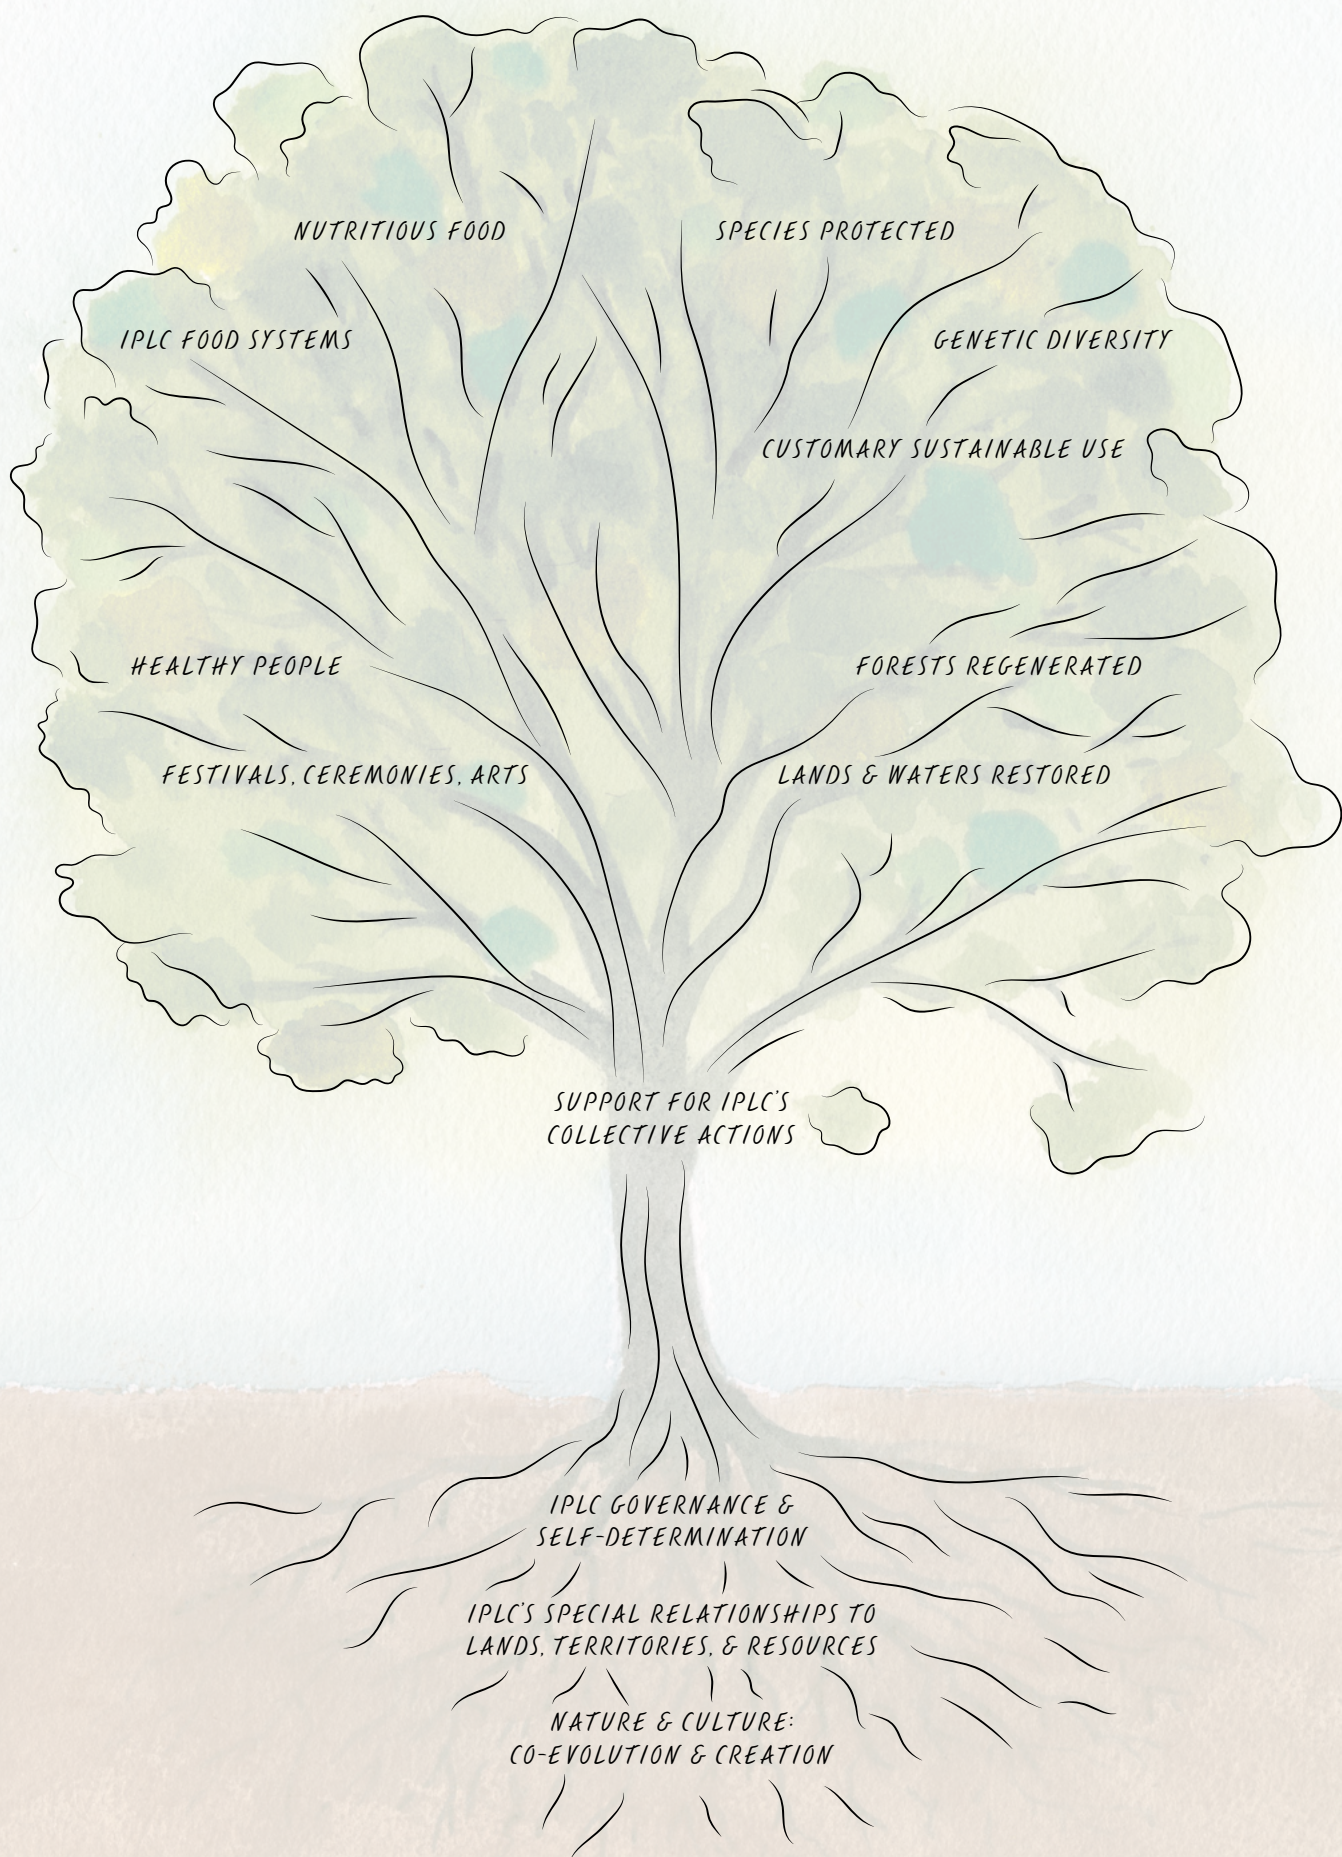 NUTRITIOUS FOOD
SPECIES PROTECTED
IPLC FOOD SYSTEMS
GENETIC DIVERSITY
CUSTOMARY SUSTAINABLE USE
HEALTHY PEOPLE
FORESTS REGENERATED
FESTIVALS, CEREMONIES, ARTS
LANDS & WATERS RESTORED
SUPPORT FOR IPLC'S
COLLECTIVE ACTIONS
IPLC GOVERNANCE &
SELF-DETERMINATION
IPLC'S SPECIAL RELATIONSHIPS TO
LANDS, TERRITORIES, & RESOURCES
NATURE & CULTURE:
CO-EVOLUTION & CREATION